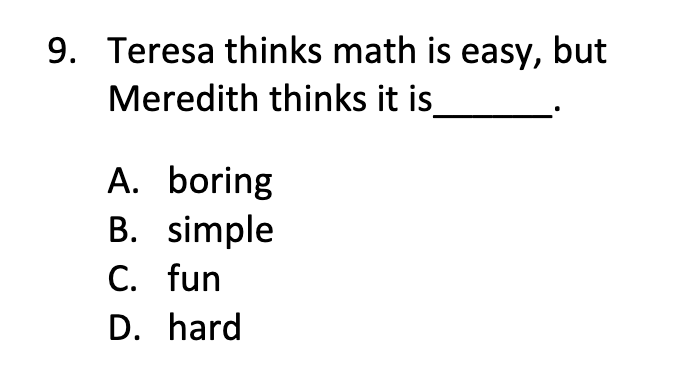 9. Teresa thinks math is easy, but
Meredith thinks it is______.
A. boring
B. simple
C. fun
D. hard